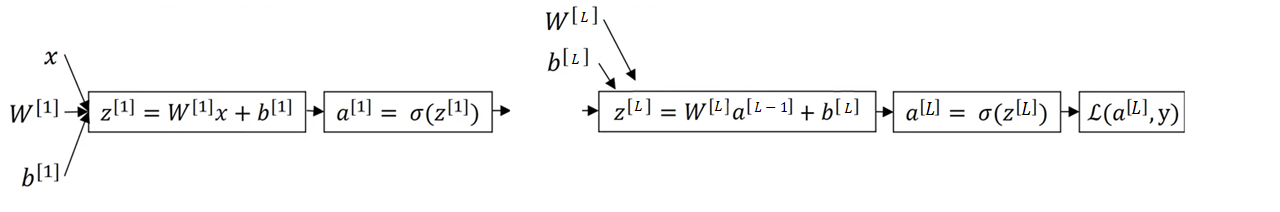 x
W^{[1]}
b^{[1]}
z^{[1]} = W^{[1]}x + b^{[1]}
a^{[1]} = σ(z^{[1]})
W^{[L]}
b^{[L]}
z^{[L]} = W^{[L]}a^{[L-1]} + b^{[L]}
a^{[L]} = σ(z^{[L]})
ℒ(a^{[L]}, y)